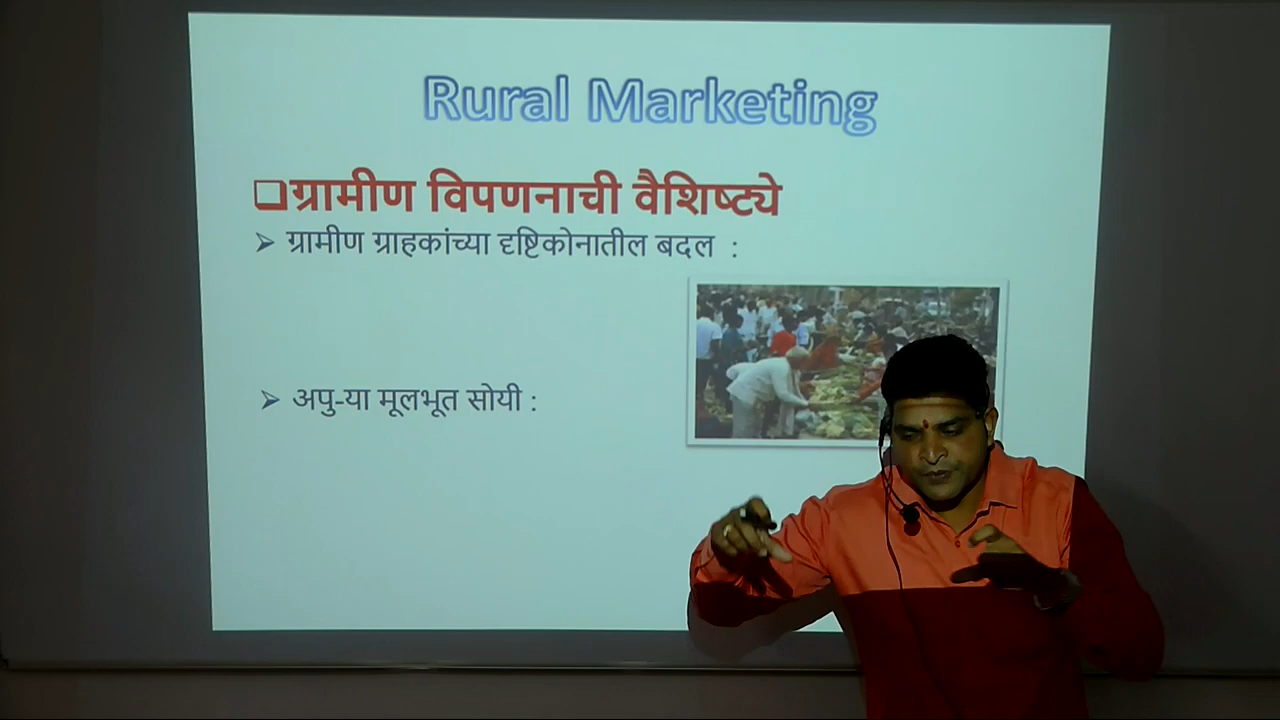 Rural Marketing
❑ग्रामीण विपणनाची वैशिष्ट्ये
➢ ग्रामीण ग्राहकांच्या दृष्टिकोनातील बदल :
➢ अपु-या मूलभूत सोयी :